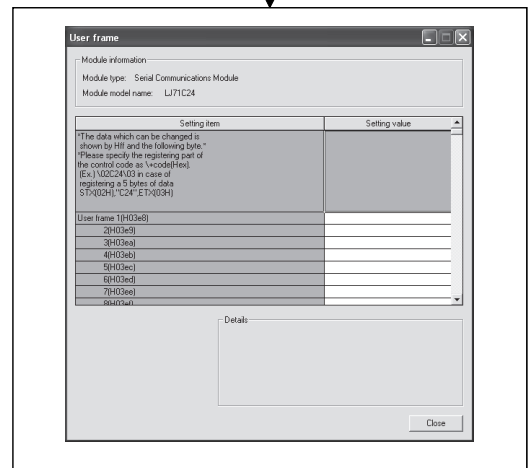 User frame
Module information
Module type: Serial Communications Module
Module model name: LJ71C24
Setting item Setting value
"The data which can be changed is
shown by Hff and the following byte."
*Please specify the registering part of
the control code as \+code(Hex).
(Ex.) \02C24\03 in case of
registering a 5 bytes of data
STX(02H),"C24",ETX(03H)
User frame 1(H03e8)
2(H03e9)
3(H03ea)
4(H03eb)
5(H03ec)
6(H03ed)
7(H03ee)
8(H03ef)
Details
Close